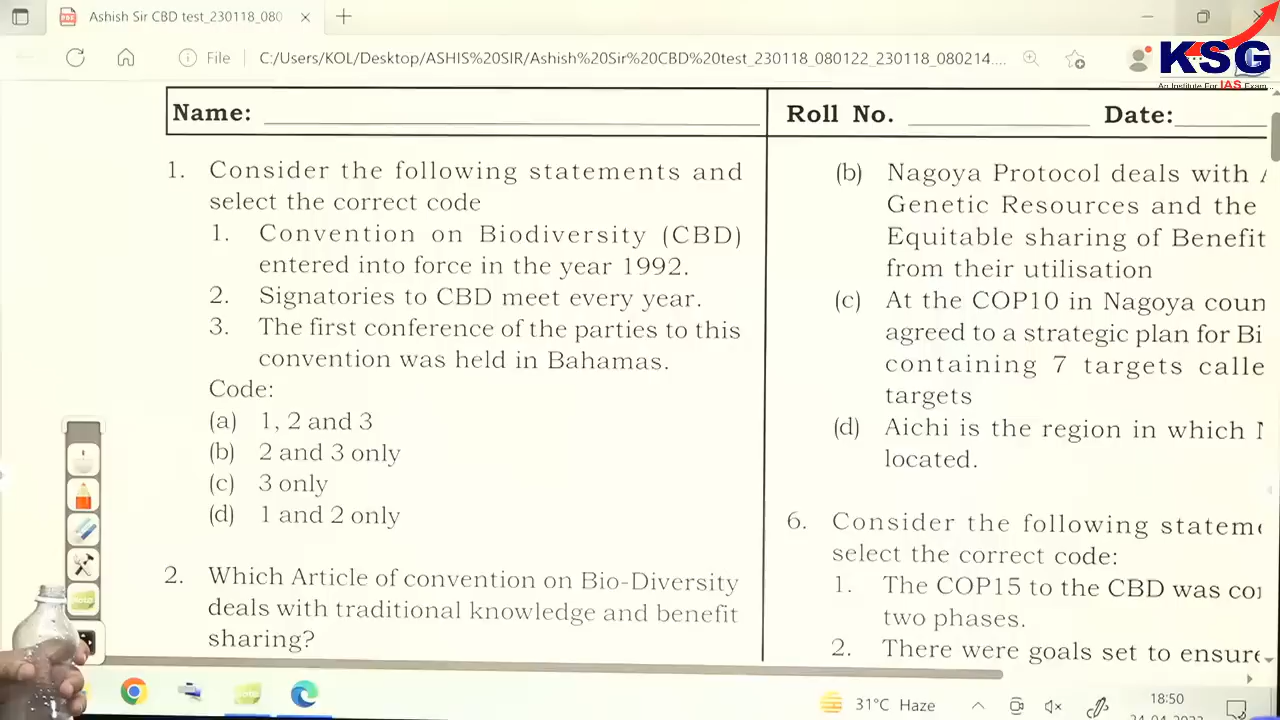 Ashish Sir CBD test_230118_080
File
C:/Users/KOL/Desktop/ASHIS%20SIR/Ashish%20Sir%20CBD%20test_230118_080122_230118_080214....
KSG
An Institute For IAS Exam..
Name:
Roll No.
Date:
1. Consider the following statements and
select the correct code
1. Convention on Biodiversity (CBD)
entered into force in the year 1992.
2. Signatories to CBD meet every year.
3. The first conference of the parties to this
convention was held in Bahamas.
Code:
(a) 1, 2 and 3
(b) 2 and 3 only
(c) 3 only
(d) 1 and 2 only
2. Which Article of convention on Bio-Diversity
deals with traditional knowledge and benefit
sharing?
(b) Nagoya Protocol deals with
Genetic Resources and the
Equitable sharing of Benefit
from their utilisation
(c) At the COP10 in Nagoya coun
agreed to a strategic plan for Bi
containing 7 targets calle
targets
(d) Aichi is the region in which
located.
6. Consider the following statem
select the correct code:
1. The COP15 to the CBD was co
two phases.
2. There were goals set to ensure
31°C Haze
18:50